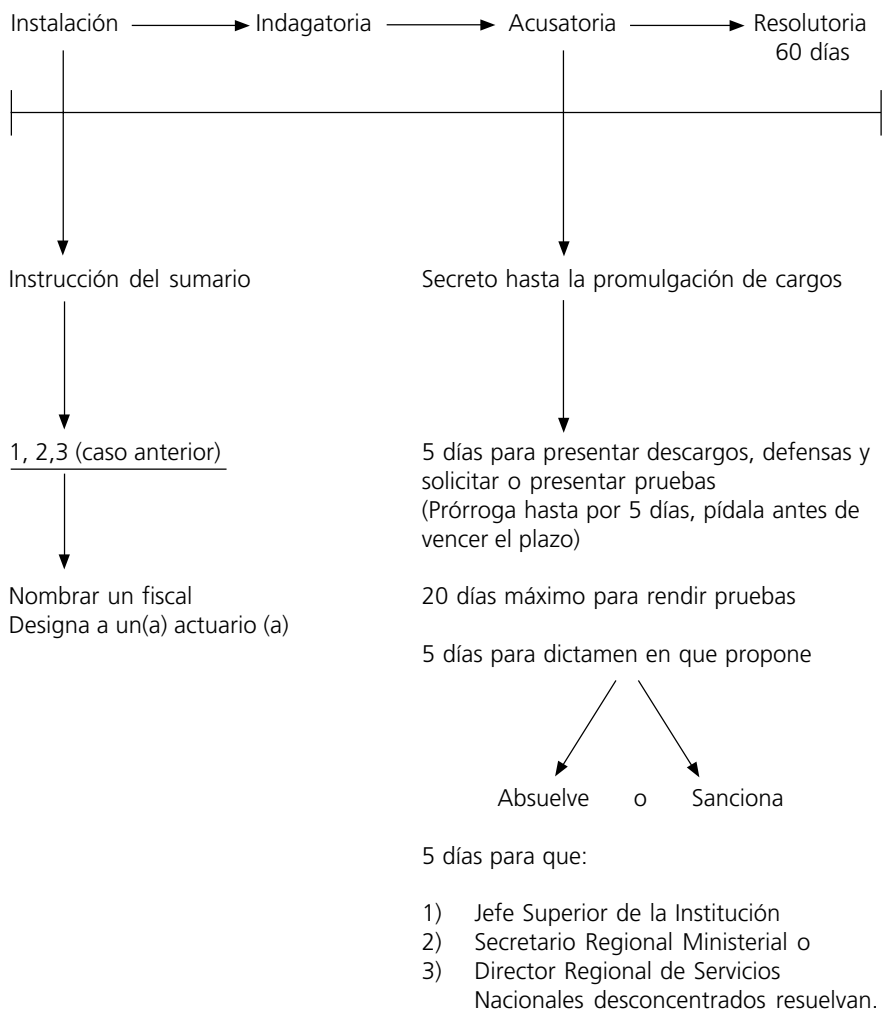 Instalación Indagatoria Acusatoria Resolutoria
60 días
Instrucción del sumario
1, 2,3 (caso anterior)
Nombrar un fiscal
Designa a un(a) actuario (a)
Secreto hasta la promulgación de cargos
5 días para presentar descargos, defensas y
solicitar o presentar pruebas
(Prórroga hasta por 5 días, pídala antes de
vencer el plazo)
20 días máximo para rendir pruebas
5 días para dictamen en que propone
Absuelve o Sanciona
5 días para que:
1) Jefe Superior de la Institución
2) Secretario Regional Ministerial o
3) Director Regional de Servicios
Nacionales desconcentrados resuelvan.